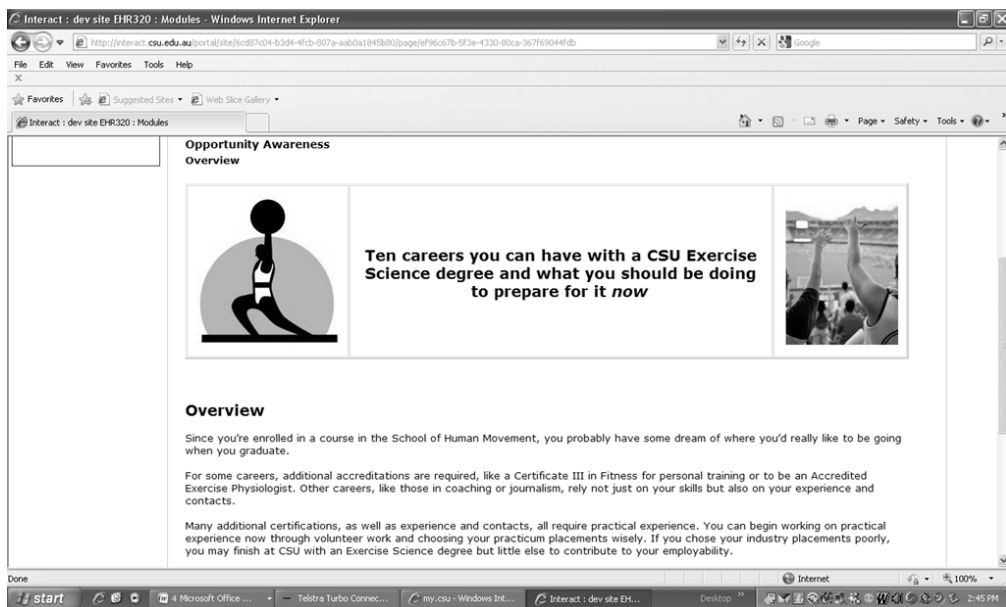 Interact : dev site EHR320 : Modules - Windows Internet Explorer
http://interact.csu.edu.au/portal/site/6cd87c04-b3d4-4fcb-807a-aab0a1845b80/page/ef96c67b-5f3e-4330-80ca-367f69044fdb
Google
File Edit View Favorites Tools Help
X
Favorites Suggested Sites Web Slice Gallery
Interact : dev site EHR320 : Modules Page Safety Tools
Opportunity Awareness
Overview
Ten careers you can have with a CSU Exercise
Science degree and what you should be doing
to prepare for it now
Overview
Since you're enrolled in a course in the School of Human Movement, you probably have some dream of where you'd really like to be going
when you graduate.
For some careers, additional accreditations are required, like a Certificate III in Fitness for personal training or to be an Accredited
Exercise Physiologist. Other careers, like those in coaching or journalism, rely not just on your skills but also on your experience and
contacts.
Many additional certifications, as well as experience and contacts, all require practical experience. You can begin working on practical
experience now through volunteer work and choosing your practicum placements wisely. If you chose your industry placements poorly,
you may finish at CSU with an Exercise Science degree but little else to contribute to your employability.
Done Internet 100%
start 4 Microsoft Office ... Telstra Turbo Connec... my.csu - Windows Int... Interact : dev site EH... Desktop » 2:45 PM